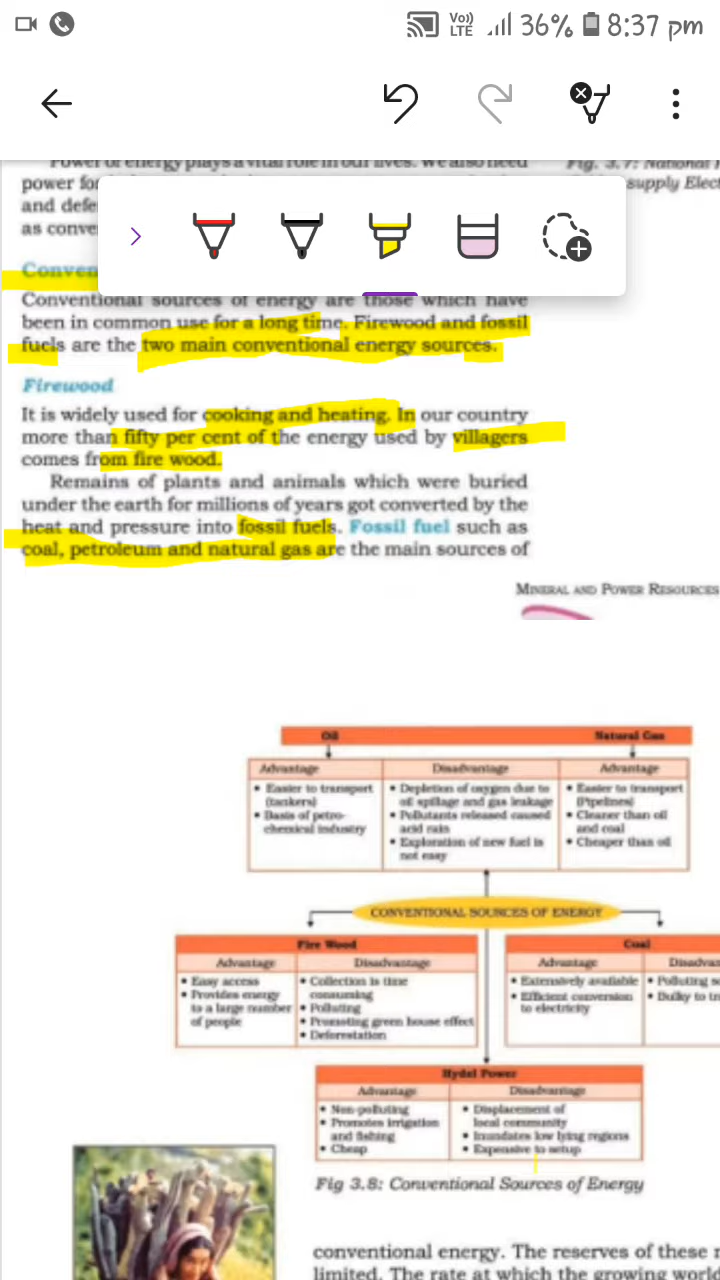 Vo))
LTE 36% 8:37 pm
Power or energy plays a vital role in our lives. We also need
Fig. 3.7: National
power for
supply Elect
and defe
as conve
Conven
Conventional sources of energy are those which have
been in common use for a long time. Firewood and fossil
fuels are the two main conventional energy sources.
Firewood
It is widely used for cooking and heating. In our country
more than fifty per cent of the energy used by villagers
comes from fire wood.
Remains of plants and animals which were buried
under the earth for millions of years got converted by the
heat and pressure into fossil fuels. Fossil fuel such as
coal, petroleum and natural gas are the main sources of
MINERAL AND POWER RESOURCES
Oil
Natural Gas
Advantage
• Easier to transport
(tankers)
• Basis of petro-
chemical industry
Disadvantage
• Depletion of oxygen due to
oil spillage and gas leakage
• Pollutants released caused
acid rain
• Exploration of new fuel is
not easy
Advantage
• Easier to transport
(Pipelines)
• Cleaner than oil
and coal
• Cheaper than oil
CONVENTIONAL SOURCES OF ENERGY
Fire Wood
Advantage
• Easy access
• Provides energy
to a large number
of people
Disadvantage
• Collection is time
consuming
• Polluting
• Promoting green house effect
• Deforestation
Coal
Advantage
• Extensively available
• Efficient conversion
to electricity
Disadvan
• Polluting s
• Bulky to tr
Hydel Power
Advantage
• Non-polluting
• Promotes irrigation
and fishing
• Cheap
Disadvantage
• Displacement of
local community
• Inundates low lying regions
• Expensive to setup
Fig 3.8: Conventional Sources of Energy
conventional energy. The reserves of these
limited. The rate at which the growing world